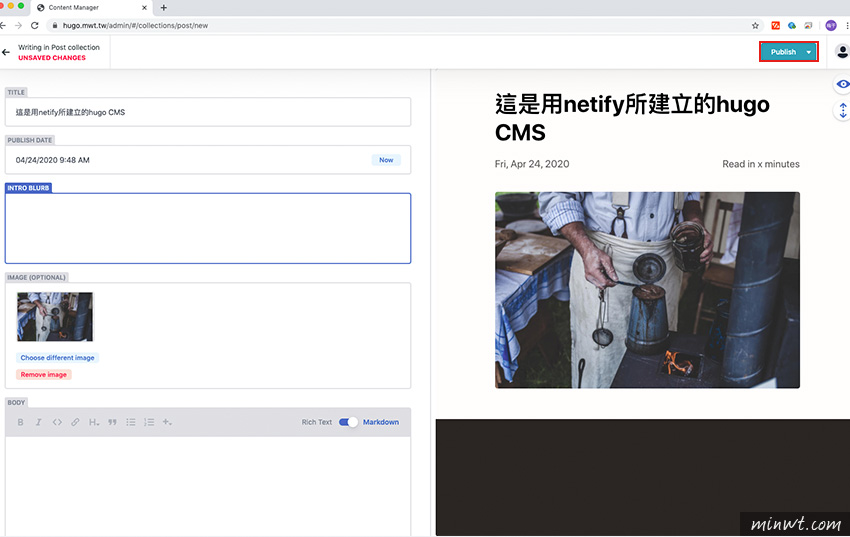 Content Manager
hugo.mwt.tw/admin/#/collections/post/new
Writing in Post collection
UNSAVED CHANGES
Publish
TITLE
這是用netify所建立的hugo CMS
PUBLISH DATE
04/24/2020 9:48 AM
Now
INTRO BLURB
IMAGE (OPTIONAL)
Choose different image
Remove image
BODY
B I H
Rich Text
Markdown
這是用netify所建立的hugo
CMS
Fri, Apr 24, 2020
Read in x minutes
minwt.com